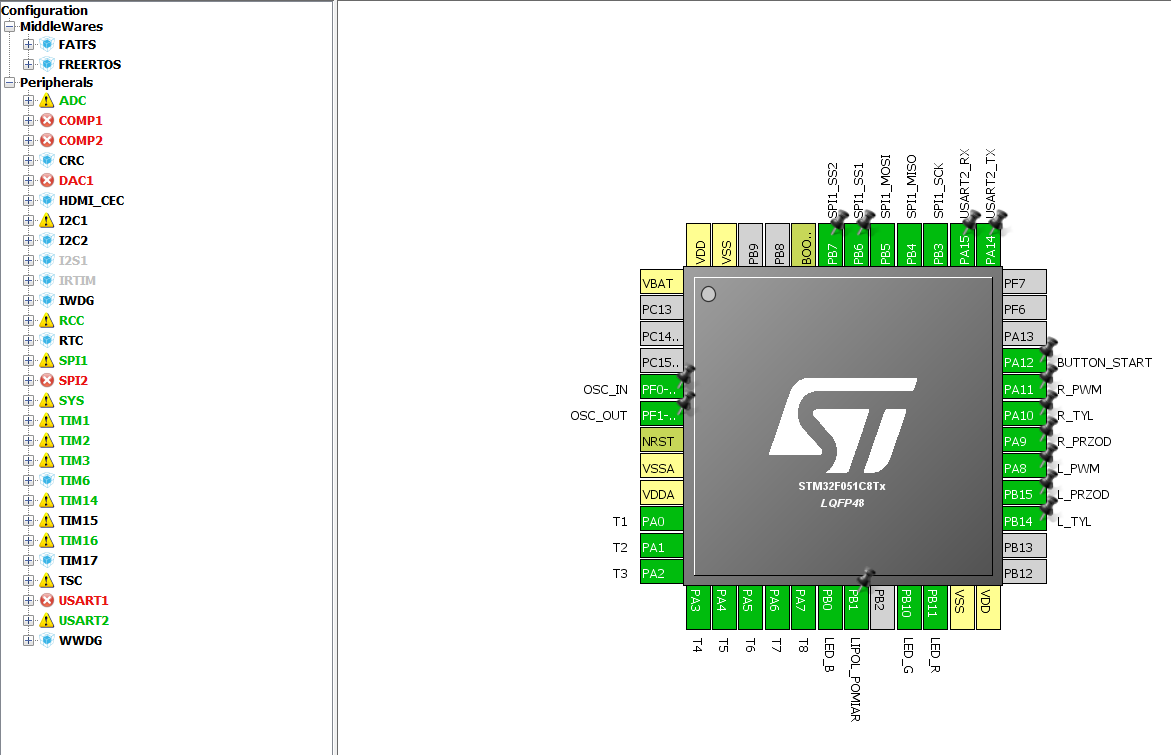 Configuration
MiddleWares
FATFS
FREERTOS
Peripherals
ADC
COMP1
COMP2
CRC
DAC1
HDMI_CEC
I2C1
I2C2
I2S1
IRTIM
IWDG
RCC
RTC
SPI1
SPI2
SYS
TIM1
TIM2
TIM3
TIM6
TIM14
TIM15
TIM16
TIM17
TSC
USART1
USART2
WWDG
SPI1_SS2
SPI1_SS1
SPI1_MOSI
SPI1_MISO
SPI1_SCK
USART2_RX
USART2_TX
VDD
VSS
PB9
PB8
BOO..
PB7
PB6
PB5
PB4
PB3
PA15
PA14
VBAT
PC13
PC14..
PC15..
OSC_IN PF0-..
OSC_OUT PF1-..
NRST
VSSA
VDDA
T1 PA0
T2 PA1
T3 PA2
PF7
PF6
PA13
PA12 BUTTON_START
PA11 R_PWM
PA10 R_TYL
PA9 R_PRZOD
PA8 L_PWM
PB15 L_PRZOD
PB14 L_TYL
PB13
PB12
ST
STM32F051C8Tx
LQFP48
PA3
PA4
PA5
PA6
PA7
PB0
PB1
PB2
PB10
PB11
VSS
VDD
T4
T5
T6
T7
T8
LED_B
LIPOL_POMIAR
LED_G
LED_R